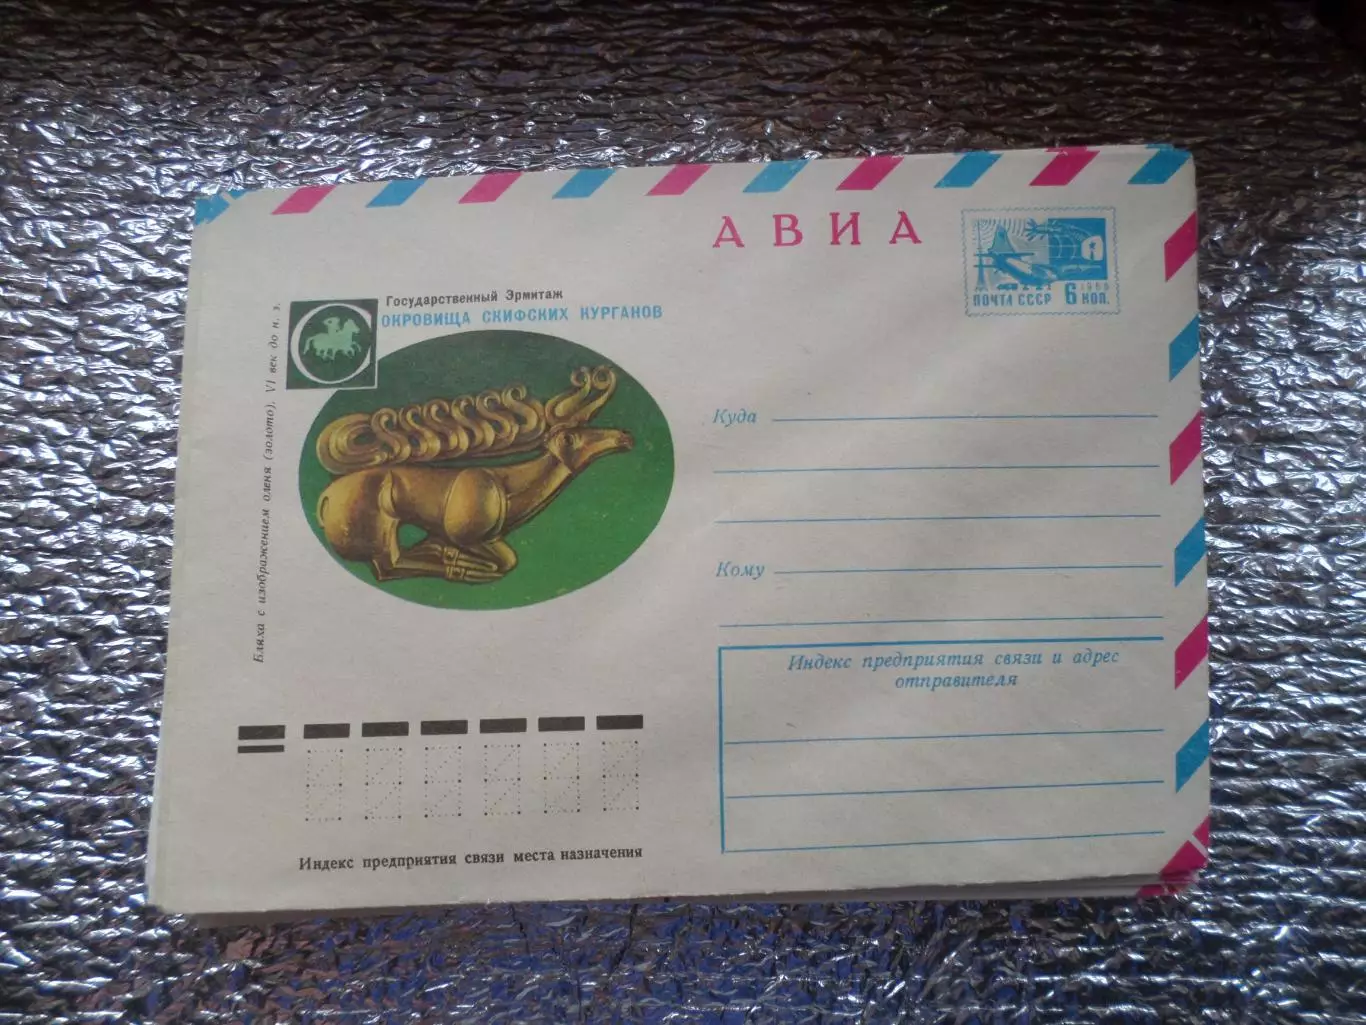 АВИА
ПОЧТА СССР 6 КОП.
1966
Государственный Эрмитаж
СОКРОВИЩА СКИФСКИХ КУРГАНОВ
Бляха с изображением оленя (золото). VI век до н. э.
Куда
Кому
Индекс предприятия связи и адрес
отправителя
Индекс предприятия связи места назначения